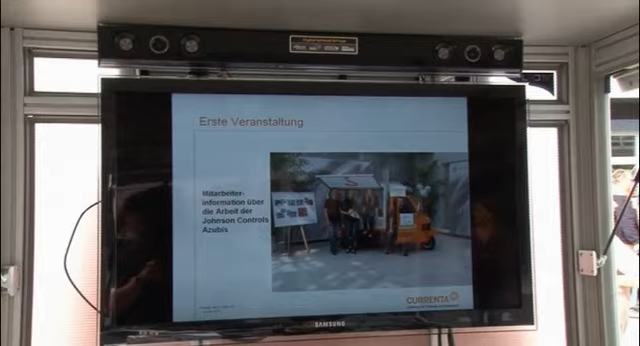 Erste Veranstaltung
Mitarbeiter-
information über
die Arbeit der
Johnson Controls
Azubis
CURRENTA
SAMSUNG